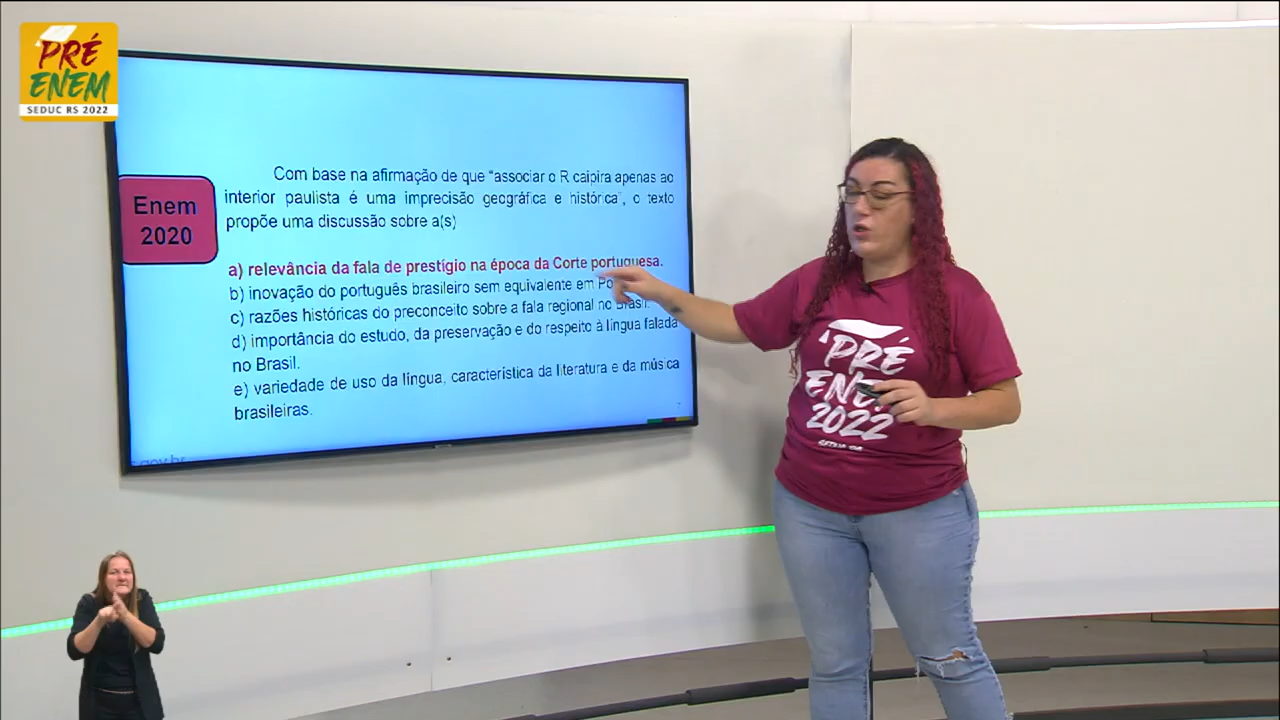 PRÉ
ENEM
SEDUC RS 2022
Enem
2020
Com base na afirmação de que "associar o R caipira apenas ao
interior paulista é uma imprecisão geográfica e histórica", o texto
propõe uma discussão sobre a(s)
a) relevância da fala de prestígio na época da Corte portuguesa.
b) inovação do português brasileiro sem equivalente em
c) razões históricas do preconceito sobre a fala regional no Brasil.
d) importância do estudo, da preservação e do respeito à língua falada
no Brasil.
e) variedade de uso da língua, característica da literatura e da música
brasileiras.
PRÉ
ENEM
2022